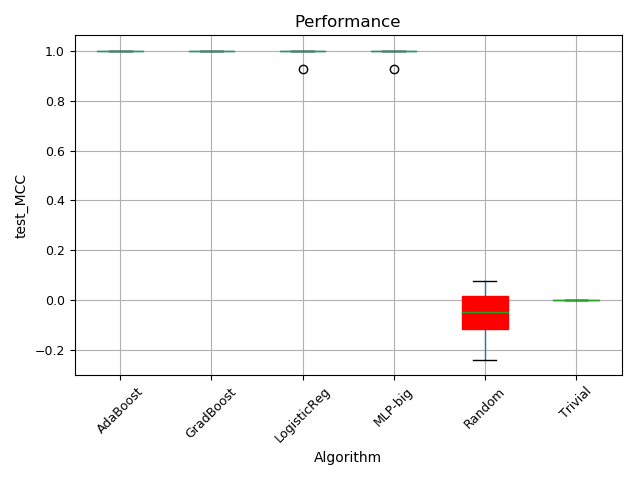 Performance
1.0
0.8
0.6
0.4
0.2
0.0
−0.2
test_MCC
AdaBoost
GradBoost
LogisticReg
MLP-big
Random
Trivial
Algorithm